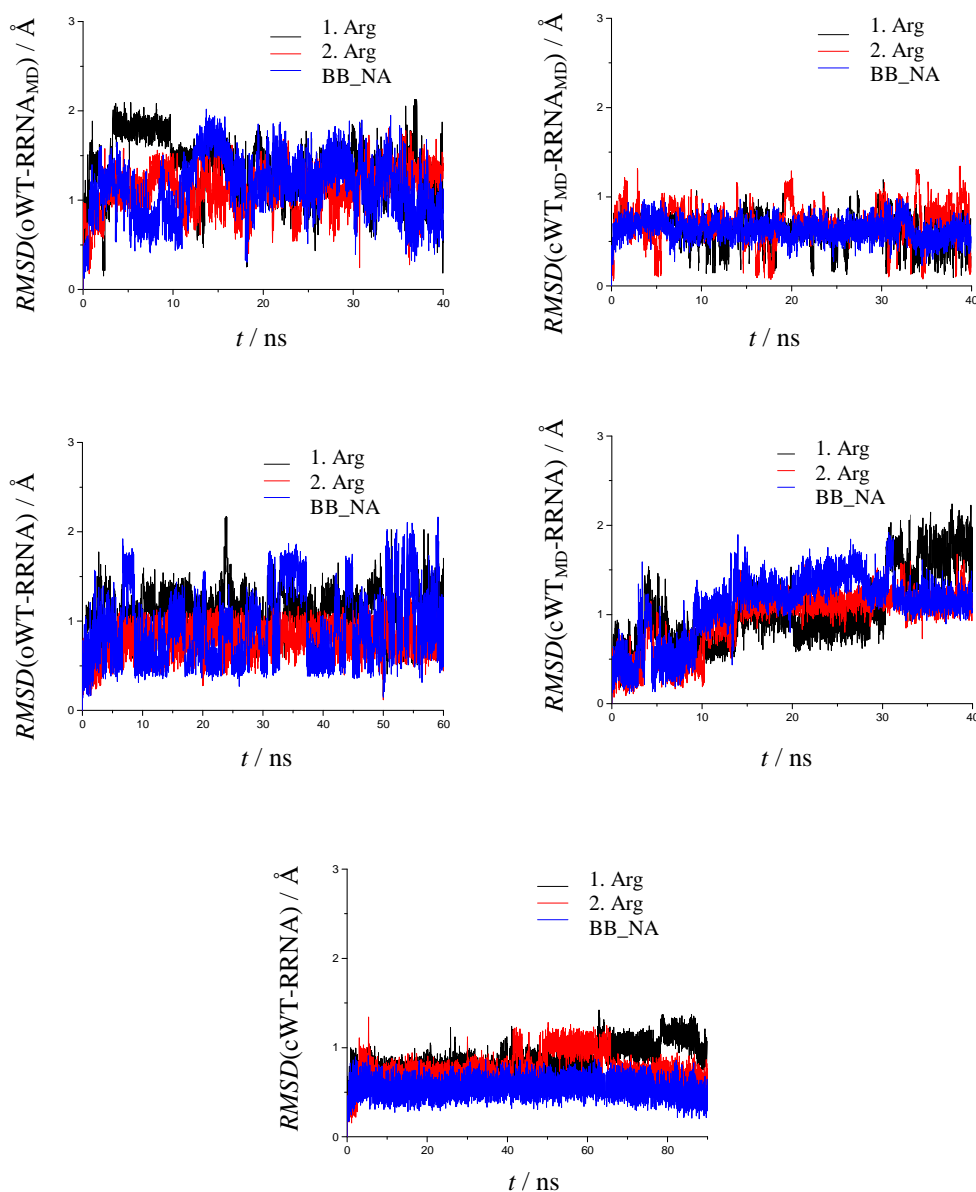 RMSD(oWT-RRNAMD) / Å
3
2
1
0
0 10 20 30 40
t / ns
1. Arg
2. Arg
BB_NA
RMSD(cWTMD-RRNAMD) / Å
3
2
1
0
0 10 20 30 40
t / ns
1. Arg
2. Arg
BB_NA
RMSD(oWT-RRNA) / Å
3
2
1
0
0 10 20 30 40 50 60
t / ns
1. Arg
2. Arg
BB_NA
RMSD(cWTMD-RRNA) / Å
3
2
1
0
0 10 20 30 40
t / ns
1. Arg
2. Arg
BB_NA
RMSD(cWT-RRNA) / Å
3
2
1
0
0 20 40 60 80
t / ns
1. Arg
2. Arg
BB_NA